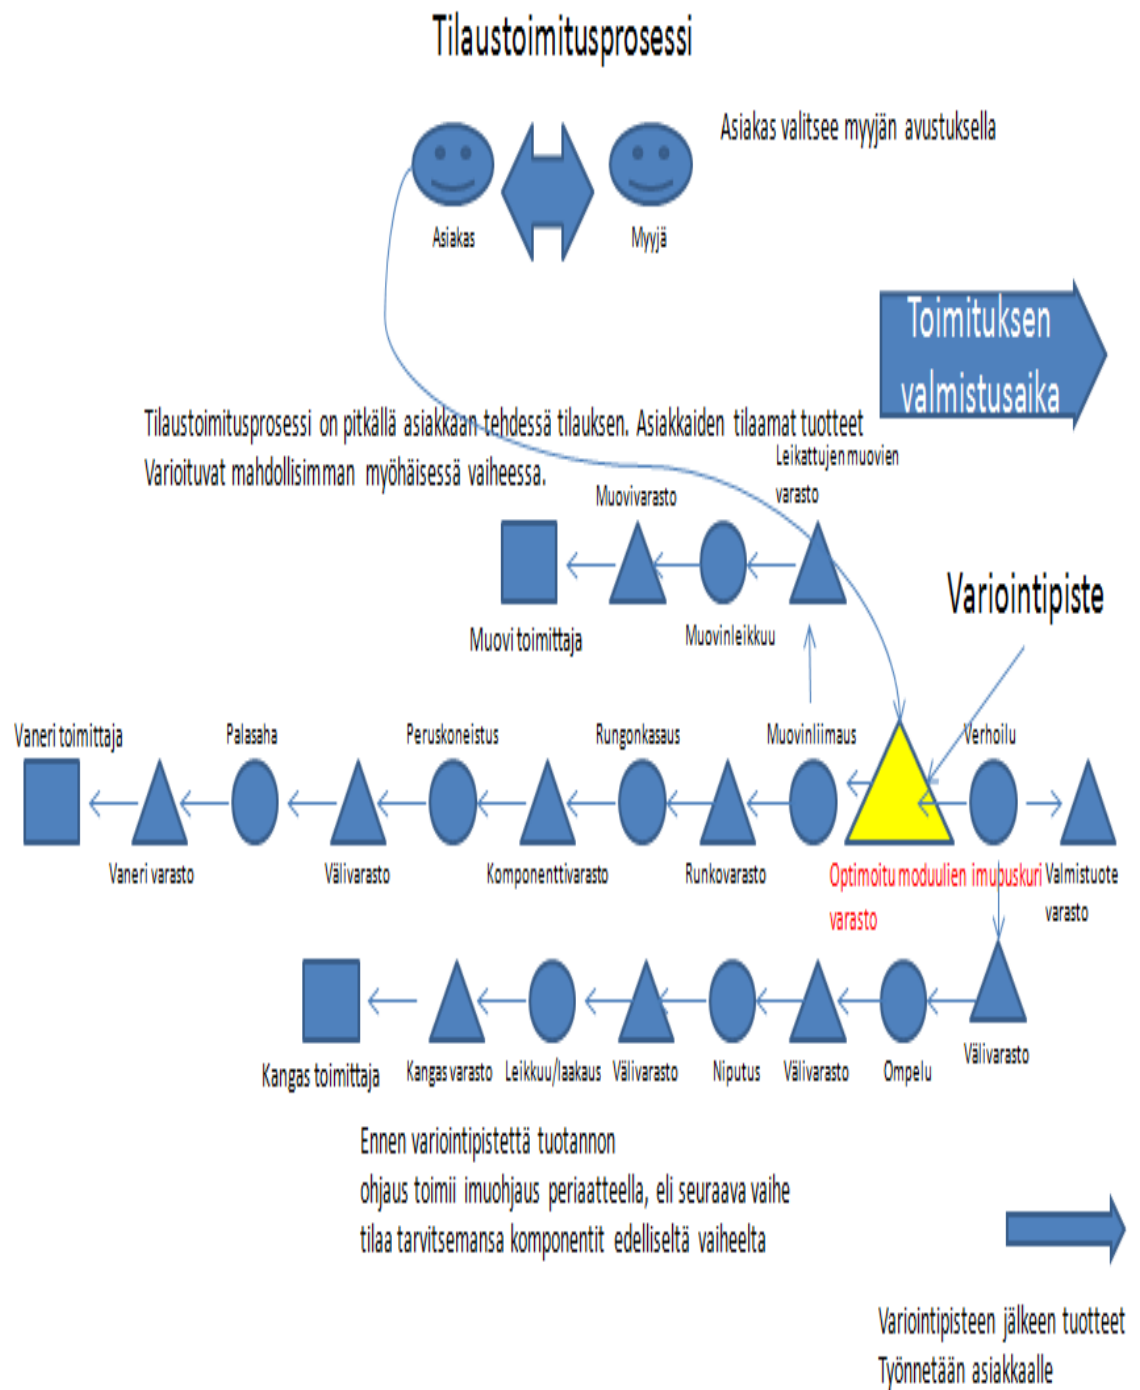 Tilaustoimitusprosessi
Asiakas valitsee myyjän avustuksella
Asiakas
Myyjä
Toimituksen
valmistusaika
Tilaustoimitusprosessi on pitkällä asiakkaan tehdessä tilauksen. Asiakkaiden tilaamat tuotteet
Varioituvat mahdollisimman myöhäisessä vaiheessa.
Leikattujen muovien
varasto
Muovivarasto
Variointipiste
Muovi toimittaja
Muovinleikkuu
Vaneri toimittaja
Palasaha
Peruskoneistus
Rungonkasaus
Muovinliimaus
Verhoilu
Vaneri varasto
Välivarasto
Komponenttivarasto
Runkovarasto
Optimoitu moduulien imupuskuri
varasto
Valmistuote
varasto
Kangas toimittaja
Kangas varasto
Leikkuu/laakaus
Välivarasto
Niputus
Välivarasto
Ompelu
Välivarasto
Ennen variointipistettä tuotannon
ohjaus toimii imuohjaus periaatteella, eli seuraava vaihe
tilaa tarvitsemansa komponentit edelliseltä vaiheelta
Variointipisteen jälkeen tuotteet
Työnnetään asiakkaalle